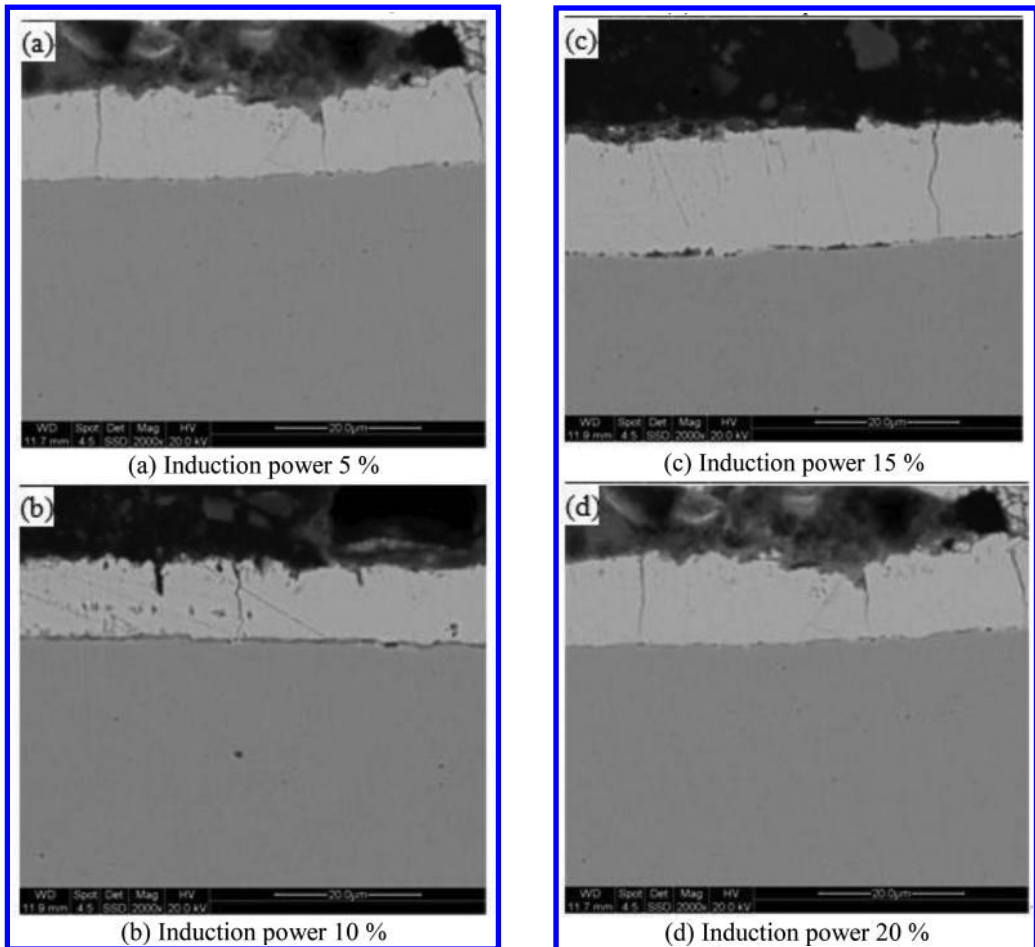 (a)
WD Spot Det Mag HV 20.0µm
11.7 mm 4.5 SSD 2000x 20.0 kV
(a) Induction power 5 %
(b)
WD Spot Det Mag HV 20.0µm
11.9 mm 4.5 SSD 2000x 20.0 kV
(b) Induction power 10 %
(c)
WD Spot Det Mag HV 20.0µm
11.9 mm 4.5 SSD 2000x 20.0 kV
(c) Induction power 15 %
(d)
WD Spot Det Mag HV 20.0µm
11.7 mm 4.5 SSD 2000x 20.0 kV
(d) Induction power 20 %